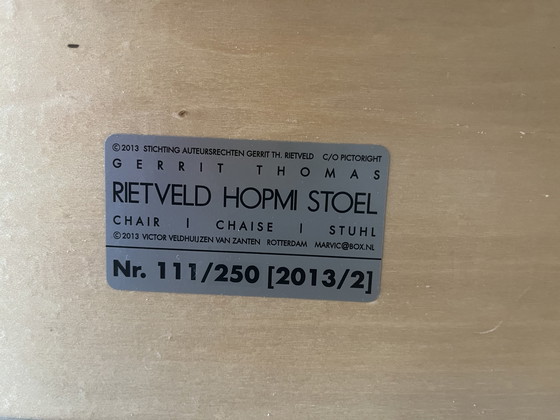 ©2013 STICHTING AUTEURSRECHTEN GERRIT TH. RIETVELD C/O PICTORIGHT
GERRIT THOMAS
RIETVELD HOPMI STOEL
CHAIR | CHAISE | STUHL
©2013 VICTOR VELDHUIJZEN VAN ZANTEN ROTTERDAM MARVIC@BOX.NL
Nr. 111/250 [2013/2]